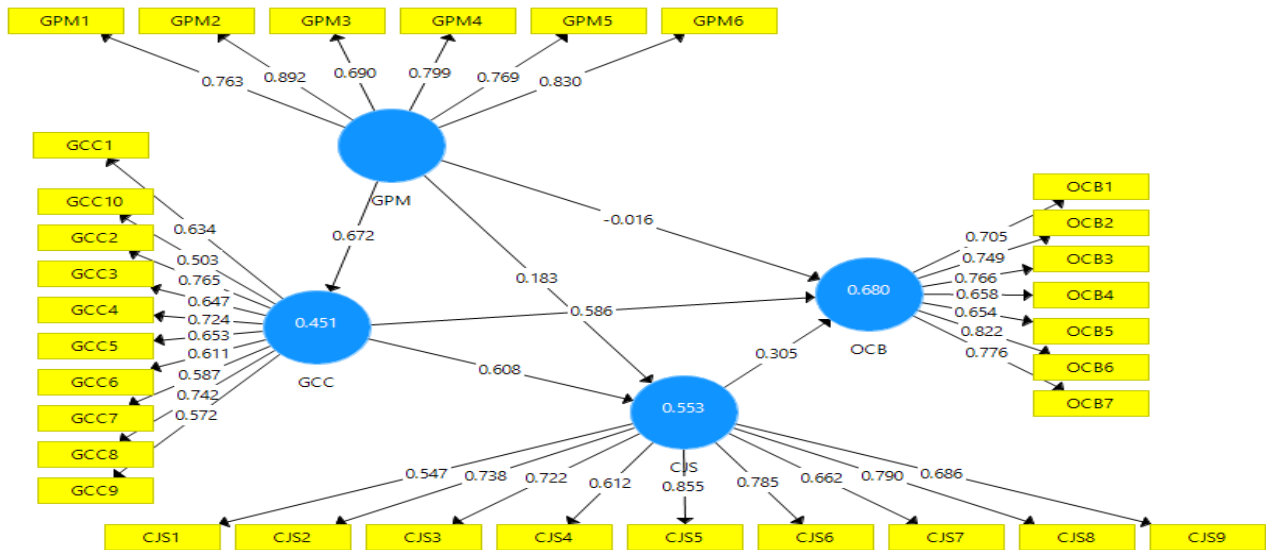 GPM1 GPM2 GPM3 GPM4 GPM5 GPM6
0.763 0.892 0.690 0.799 0.769 0.830
GPM
GCC1
GCC10
GCC2
GCC3
GCC4
GCC5
GCC6
GCC7
GCC8
GCC9
0.634
0.503
0.765
0.647
0.724
0.653
0.611
0.587
0.742
0.572
0.672
0.451
GCC
-0.016
0.183
0.586
0.608
0.305
0.680
OCB
0.705
0.749
0.766
0.658
0.654
0.822
0.776
OCB1
OCB2
OCB3
OCB4
OCB5
OCB6
OCB7
0.553
CJS
0.547 0.738 0.722 0.612 0.855 0.785 0.662 0.790 0.686
CJS1 CJS2 CJS3 CJS4 CJS5 CJS6 CJS7 CJS8 CJS9